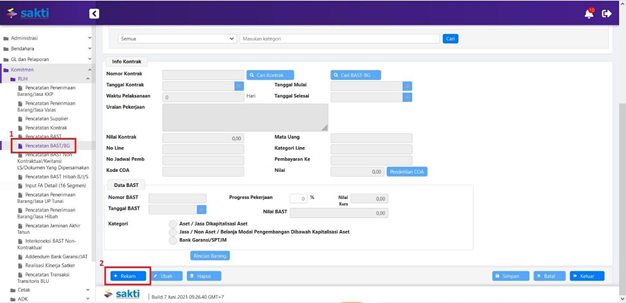 sakti
10
Administrasi
Bendahara
GL dan Pelaporan
Komitmen
RUH
Pencatatan Penerimaan
Barang/Jasa KKP
Pencatatan Penerimaan
Barang/Jasa Valas
Pencatatan Supplier
Pencatatan Kontrak
Pencatatan BAST
1
Pencatatan BAST/BG
Pencatatan BAST Non
Kontraktual/Kwitansi
LS/Dokumen Yang Dipersamakan
Pencatatan BAST Hibah B/J/S
Input FA Detail (16 Segmen)
Pencatatan Penerimaan
Barang/Jasa UP Tunai
Pencatatan Penerimaan
Barang/Jasa Hibah
Pencatatan Jaminan Akhir
Tahun
Interkoneksi BAST Non-
Kontraktual
Addendum Bank Garansi/IAT
Realisasi Kinerja Satker
Pencatatan Transaksi
Transitoris BLU
Cetak
ADK
Semua
Masukan kategori
Cari
Info Kontrak
Nomor Kontrak
Cari Kontrak
Cari BAST BG
Tanggal Kontrak
Tanggal Mulai
Waktu Pelaksanaan
0
Hari
Tanggal Selesai
Uraian Pekerjaan
Nilai Kontrak
0,00
Mata Uang
No Line
Kategori Line
No Jadwal Pemb
Pembayaran Ke
Kode COA
Nilai
0,00
Pembebanan COA
Data BAST
Nomor BAST
Progress Pekerjaan
0
%
Nilai
Kurs
0,00
Tanggal BAST
Nilai BAST
0,00
Kategori
Aset / Jasa Dikapitalisasi Aset
Jasa / Non Aset / Belanja Modal Pengembangan Dibawah Kapitalisasi Aset
Bank Garansi/SPTJM
Rincian Barang
2
Rekam
Ubah
Hapus
Simpan
Batal
Keluar
sakti
Build:7 Juni 2023 09:26:40 GMT+7